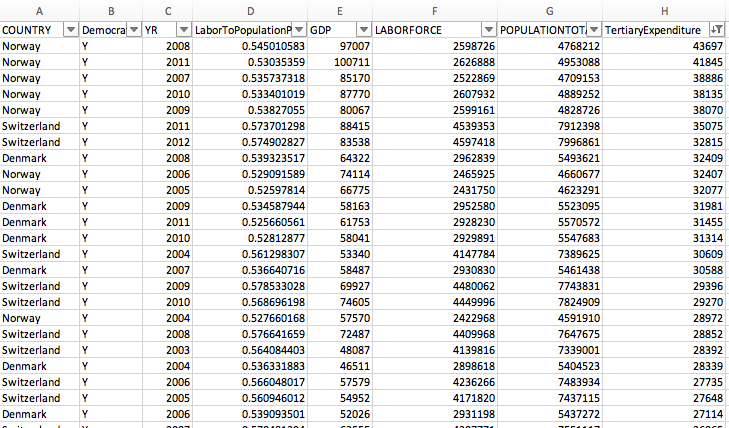 A B C D E F G H
COUNTRY Democra YR LaborToPopulationP GDP LABORFORCE POPULATIONTOT TertiaryExpenditure
Norway Y 2008 0.545010583 97007 2598726 4768212 43697
Norway Y 2011 0.53035359 100711 2626888 4953088 41845
Norway Y 2007 0.535737318 85170 2522869 4709153 38886
Norway Y 2010 0.533401019 87770 2607932 4889252 38135
Norway Y 2009 0.53827055 80067 2599161 4828726 38070
Switzerland Y 2011 0.573701298 88415 4539353 7912398 35075
Switzerland Y 2012 0.574902827 83538 4597418 7996861 32815
Denmark Y 2008 0.539323517 64322 2962839 5493621 32409
Norway Y 2006 0.529091589 74114 2465925 4660677 32407
Norway Y 2005 0.52597814 66775 2431750 4623291 32077
Denmark Y 2009 0.534587944 58163 2952580 5523095 31981
Denmark Y 2011 0.525660561 61753 2928230 5570572 31455
Denmark Y 2010 0.52812877 58041 2929891 5547683 31314
Switzerland Y 2004 0.561298307 53340 4147784 7389625 30609
Denmark Y 2007 0.536640716 58487 2930830 5461438 30588
Switzerland Y 2009 0.578533028 69927 4480062 7743831 29396
Switzerland Y 2010 0.568696198 74605 4449996 7824909 29270
Norway Y 2004 0.527660168 57570 2422968 4591910 28972
Switzerland Y 2008 0.576641659 72487 4409968 7647675 28852
Switzerland Y 2003 0.564084403 48087 4139816 7339001 28392
Denmark Y 2004 0.536331883 46511 2898618 5404523 28339
Switzerland Y 2006 0.566048017 57579 4236266 7483934 27735
Switzerland Y 2005 0.560946012 54952 4171820 7437115 27648
Denmark Y 2006 0.539093501 52026 2931198 5437272 27114